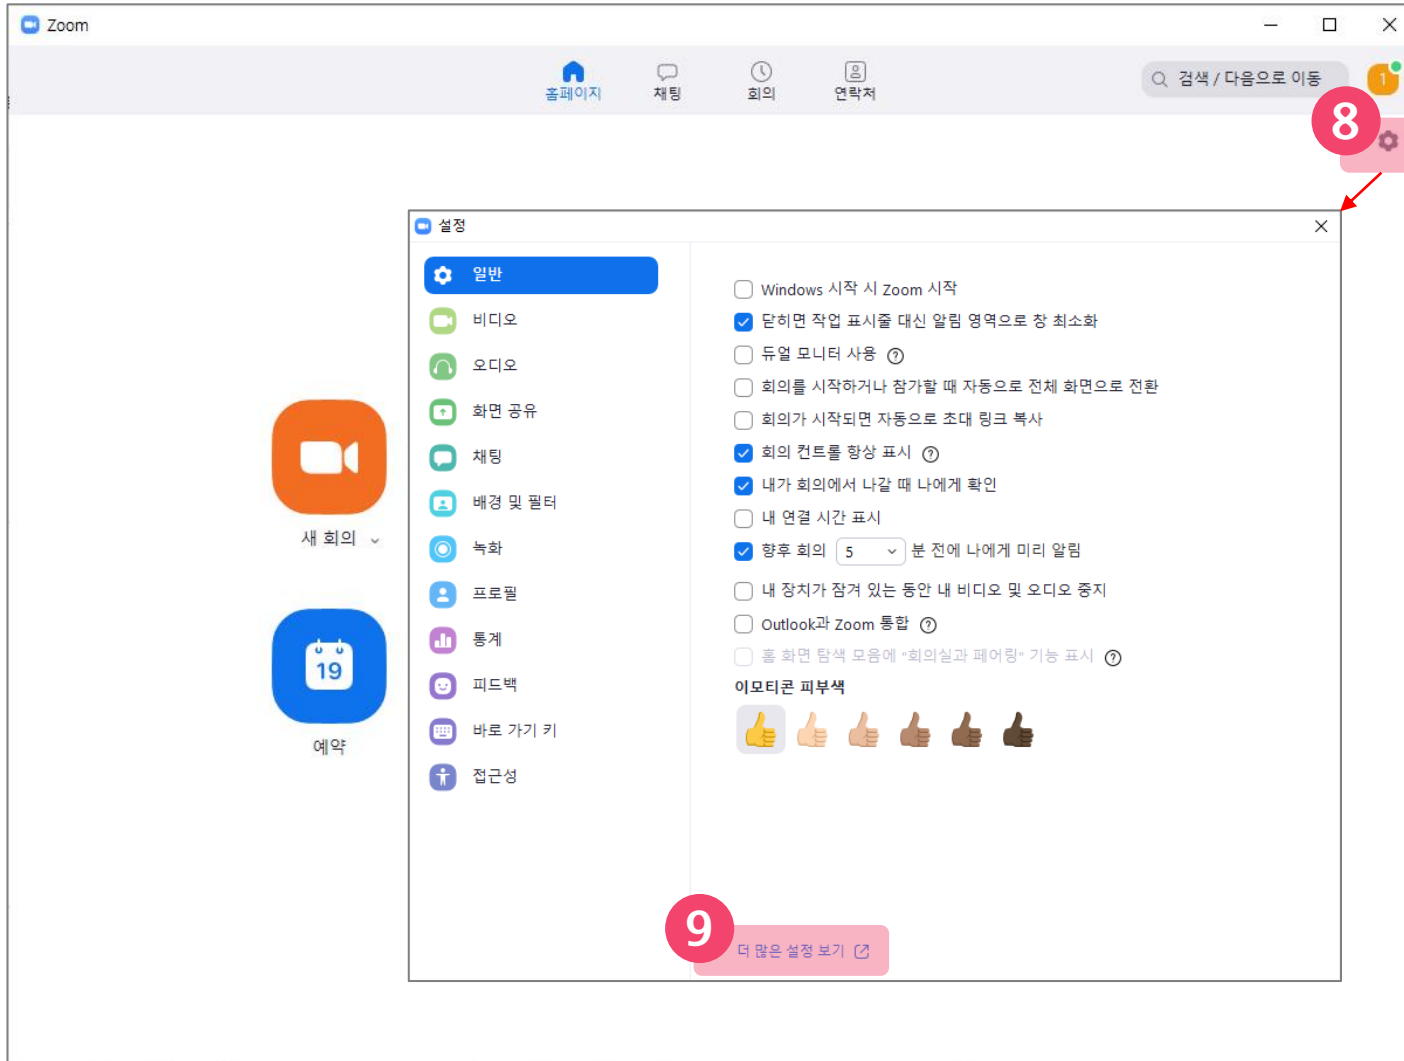 Zoom
홈페이지
채팅
회의
연락처
검색 / 다음으로 이동
1
8
설정
일반
비디오
오디오
화면 공유
채팅
배경 및 필터
녹화
프로필
통계
피드백
바로 가기 키
접근성
Windows 시작 시 Zoom 시작
닫히면 작업 표시줄 대신 알림 영역으로 창 최소화
듀얼 모니터 사용 ?
회의를 시작하거나 참가할 때 자동으로 전체 화면으로 전환
회의가 시작되면 자동으로 초대 링크 복사
회의 컨트롤 항상 표시 ?
내가 회의에서 나갈 때 나에게 확인
내 연결 시간 표시
향후 회의 5 분 전에 나에게 미리 알림
내 장치가 잠겨 있는 동안 내 비디오 및 오디오 중지
Outlook과 Zoom 통합 ?
홈 화면 탐색 모음에 "회의실과 페어링" 기능 표시 ?
이모티콘 피부색
9
더 많은 설정 보기
새 회의
19
예약